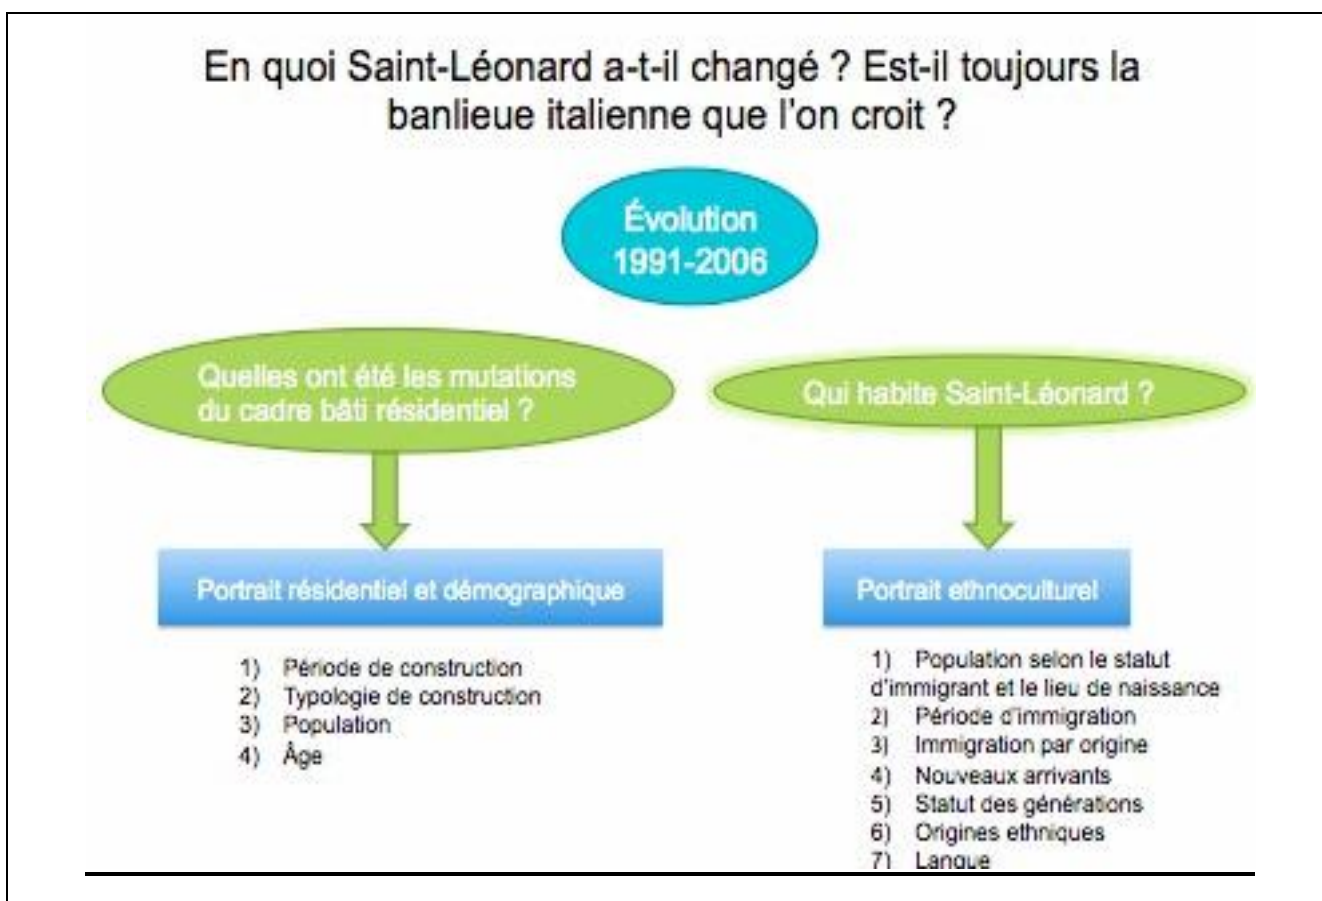 En quoi Saint-Léonard a-t-il changé ? Est-il toujours la
banlieue italienne que l'on croit ?
Évolution
1991-2006
Quelles ont été les mutations
du cadre bâti résidentiel ?
Qui habite Saint-Léonard ?
Portrait résidentiel et démographique
Portrait ethnoculturel
1) Période de construction
2) Typologie de construction
3) Population
4) Âge
1) Population selon le statut
d'immigrant et le lieu de naissance
2) Période d'immigration
3) Immigration par origine
4) Nouveaux arrivants
5) Statut des générations
6) Origines ethniques
7) Langue